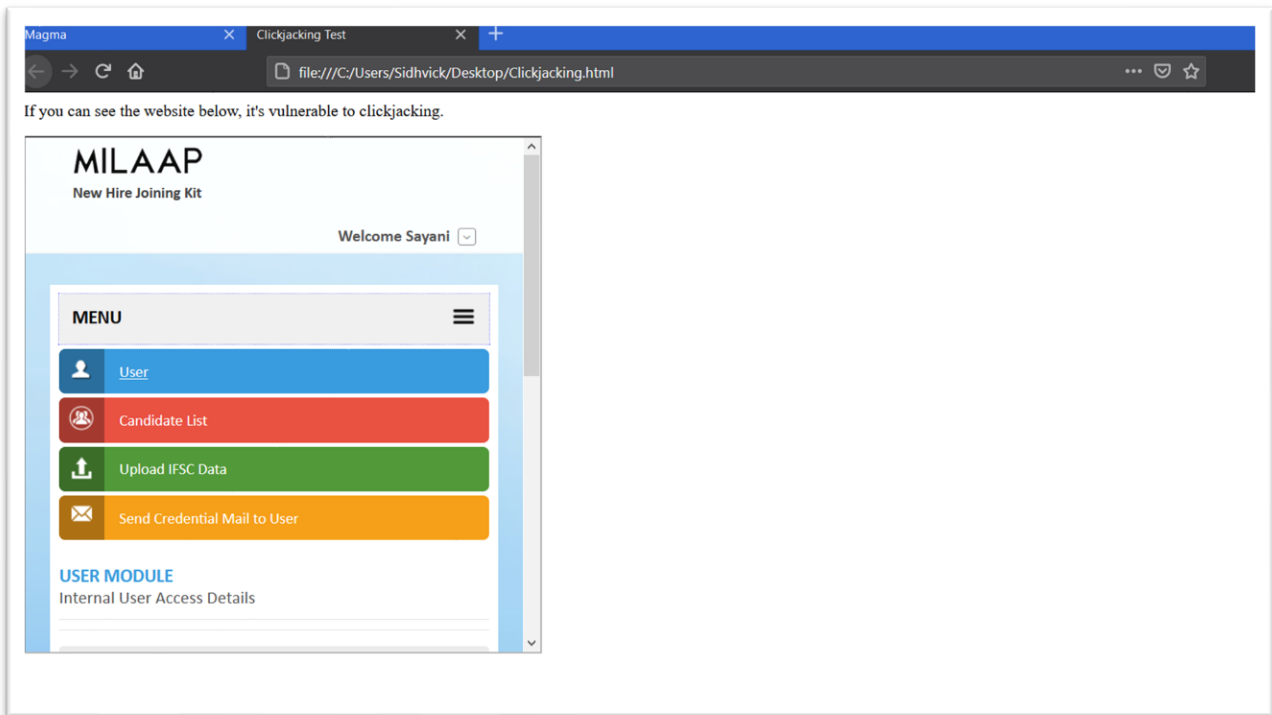 Magma
Clickjacking Test
file:///C:/Users/Sidhvick/Desktop/Clickjacking.html
If you can see the website below, it's vulnerable to clickjacking.
MILAAP
New Hire Joining Kit
Welcome Sayani
MENU
User
Candidate List
Upload IFSC Data
Send Credential Mail to User
USER MODULE
Internal User Access Details